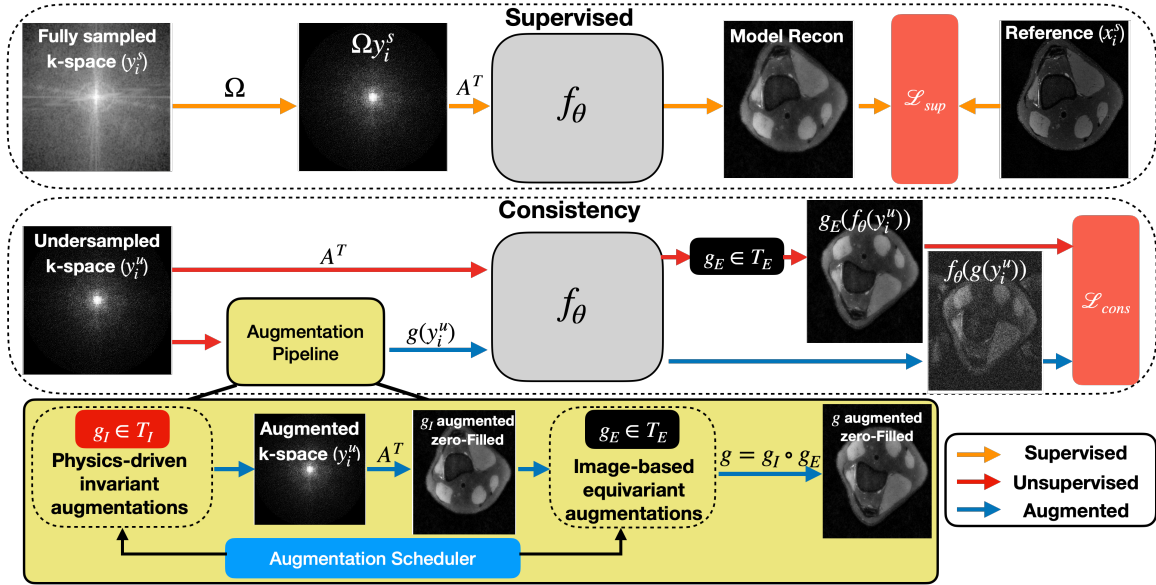 Supervised
Fully sampled
k-space (y_i^s)
Ω
Ωy_i^s
A^T
f_θ
Model Recon
ℒ_sup
Reference (x_i^s)
Consistency
Undersampled
k-space (y_i^u)
A^T
f_θ
g_E ∈ T_E
g_E(f_θ(y_i^u))
f_θ(g(y_i^u))
ℒ_cons
Augmentation
Pipeline
g(y_i^u)
g_I ∈ T_I
Physics-driven
invariant
augmentations
Augmented
k-space (y_i^u)
A^T
g_I augmented
zero-Filled
g_E ∈ T_E
Image-based
equivariant
augmentations
g = g_I ∘ g_E
g augmented
zero-Filled
Augmentation Scheduler
Supervised
Unsupervised
Augmented